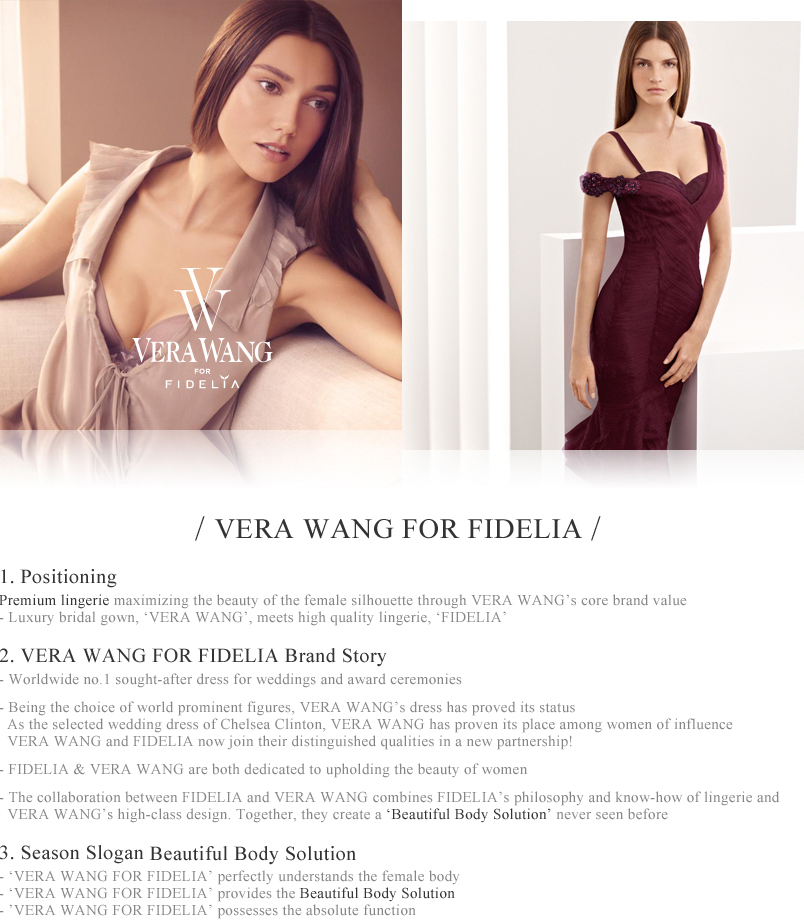 VW
VERA WANG
FOR
FIDELIA
/ VERA WANG FOR FIDELIA /
1. Positioning
Premium lingerie maximizing the beauty of the female silhouette through VERA WANG’s core brand value
- Luxury bridal gown, ‘VERA WANG’, meets high quality lingerie, ‘FIDELIA’
2. VERA WANG FOR FIDELIA Brand Story
- Worldwide no.1 sought-after dress for weddings and award ceremonies
- Being the choice of world prominent figures, VERA WANG’s dress has proved its status
As the selected wedding dress of Chelsea Clinton, VERA WANG has proven its place among women of influence
VERA WANG and FIDELIA now join their distinguished qualities in a new partnership!
- FIDELIA & VERA WANG are both dedicated to upholding the beauty of women
- The collaboration between FIDELIA and VERA WANG combines FIDELIA’s philosophy and know-how of lingerie and
VERA WANG’s high-class design. Together, they create a ‘Beautiful Body Solution’ never seen before
3. Season Slogan Beautiful Body Solution
- ‘VERA WANG FOR FIDELIA’ perfectly understands the female body
- ‘VERA WANG FOR FIDELIA’ provides the Beautiful Body Solution
- ’VERA WANG FOR FIDELIA’ possesses the absolute function